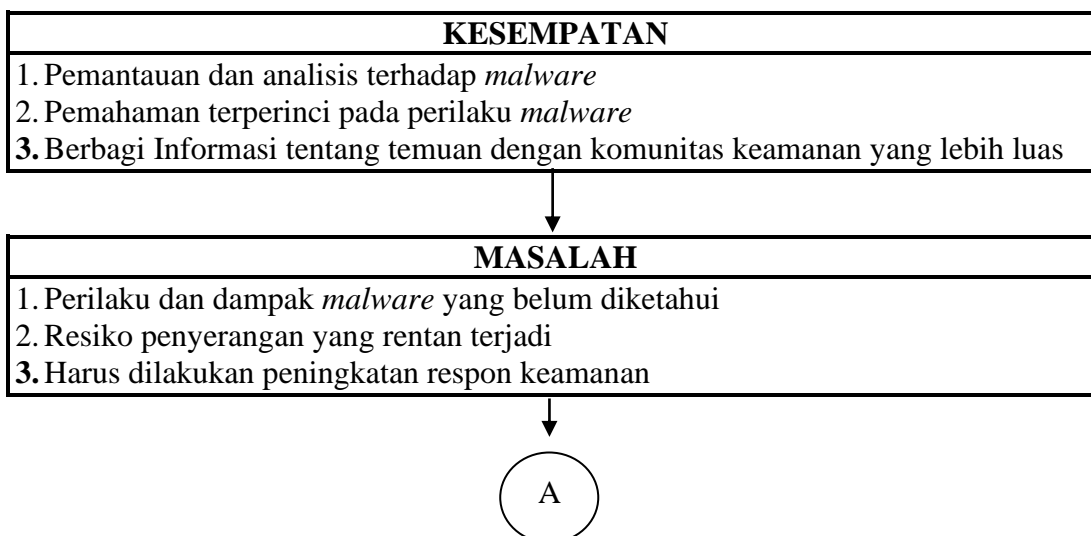 KESEMPATAN
1. Pemantauan dan analisis terhadap malware
2. Pemahaman terperinci pada perilaku malware
3. Berbagi Informasi tentang temuan dengan komunitas keamanan yang lebih luas
MASALAH
1. Perilaku dan dampak malware yang belum diketahui
2. Resiko penyerangan yang rentan terjadi
3. Harus dilakukan peningkatan respon keamanan
A